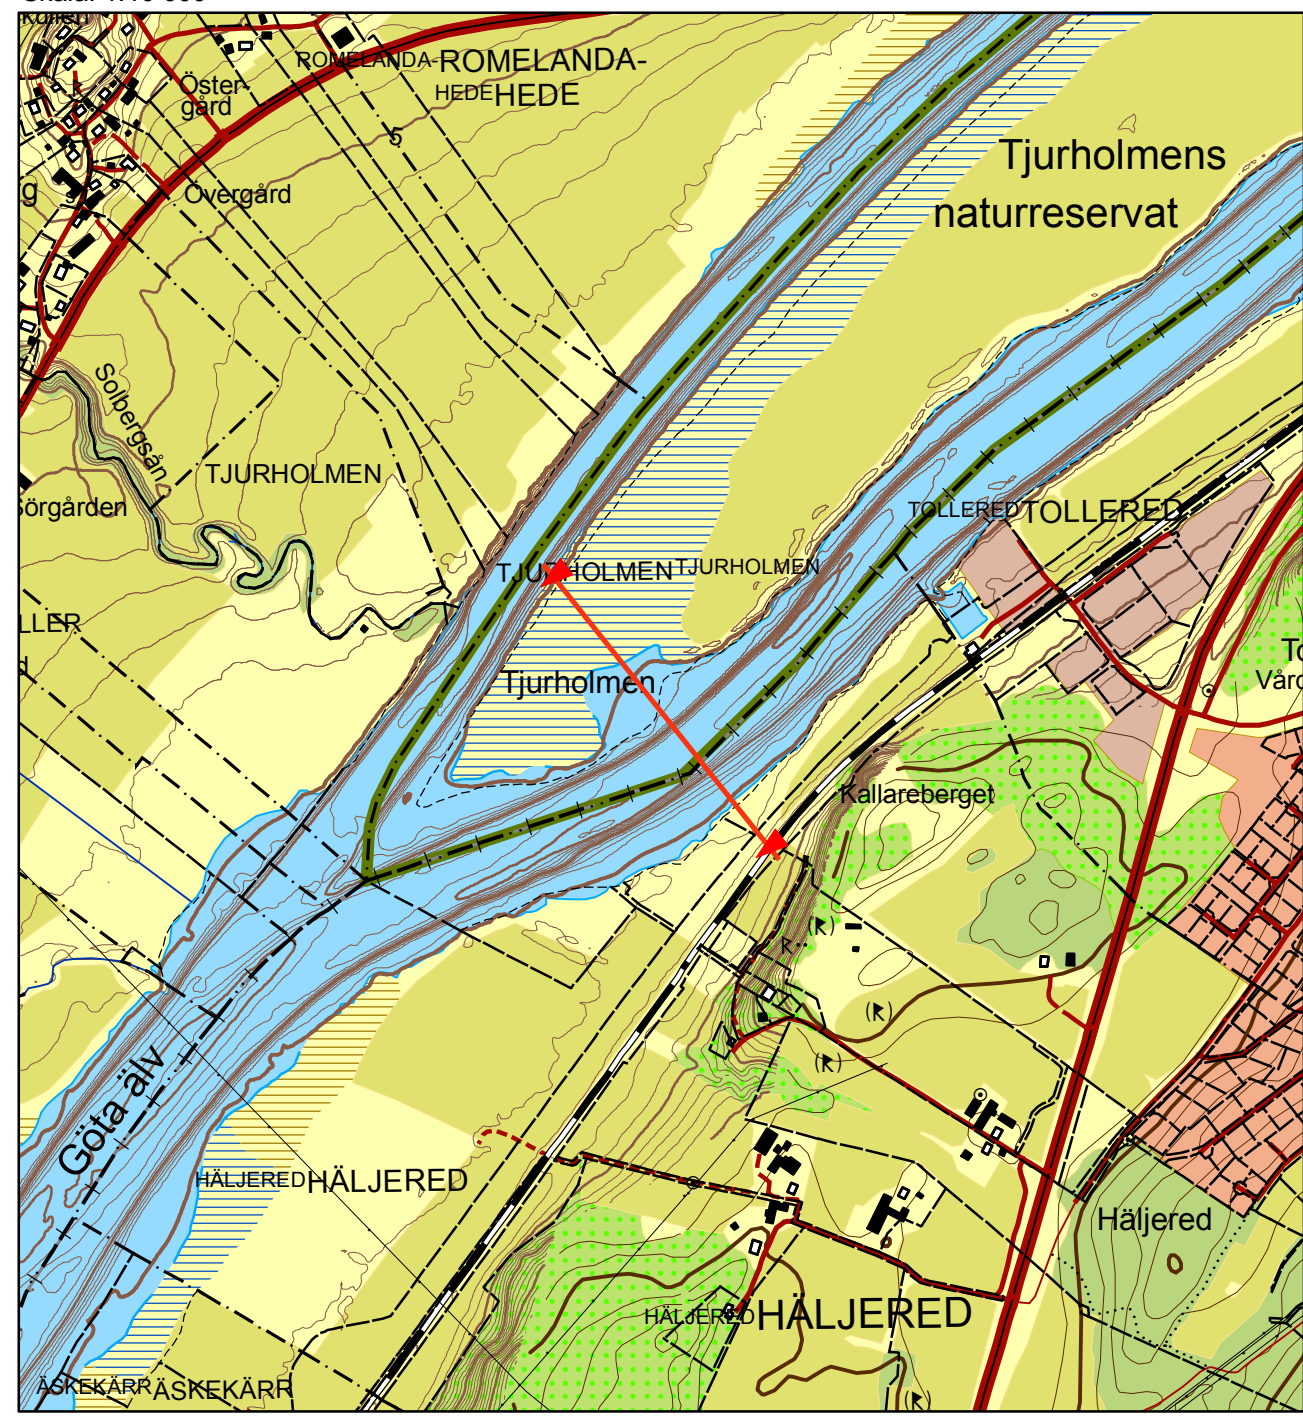 ROMELANDA-ROMELANDA-
HEDEHEDE
Öster-
gård
5
Övergård
Tjurholmens
naturreservat
Solbergsån
TJURHOLMEN
Sörgården
TOLLEREDTOLLERED
TJURHOLMENTJURHOLMEN
LLER
Tjurholmen
Kallareberget
(R)
R
(R)
(R)
Göta älv
HÄLJEREDHÄLJERED
Häljered
HÄLJEREDHÄLJERED
ÄSKEKÄRRÄSKEKÄRR
(R)